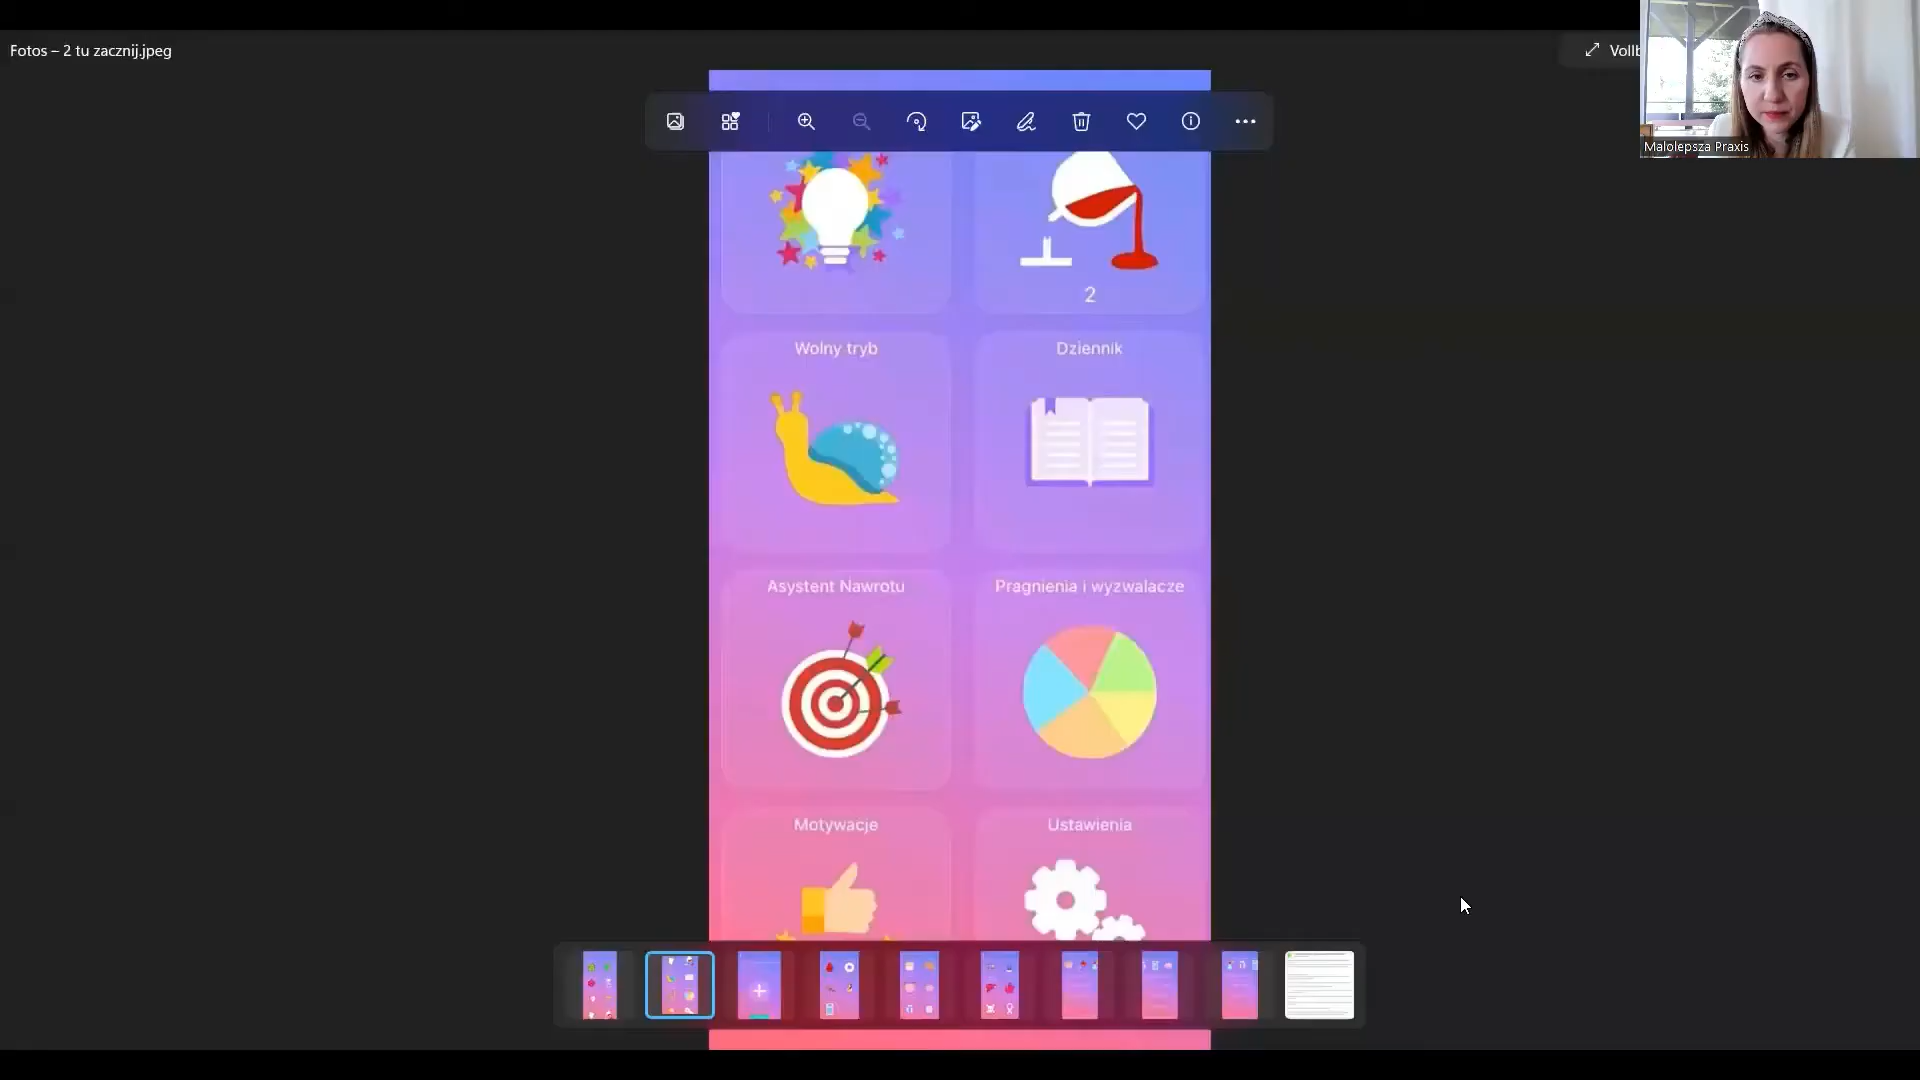 Fotos – 2 tu zacznij.jpeg
Vollb
Malolepsza Praxis
2
Wolny tryb
Dziennik
Asystent Nawrotu
Pragnienia i wyzwalacze
Motywacje
Ustawienia